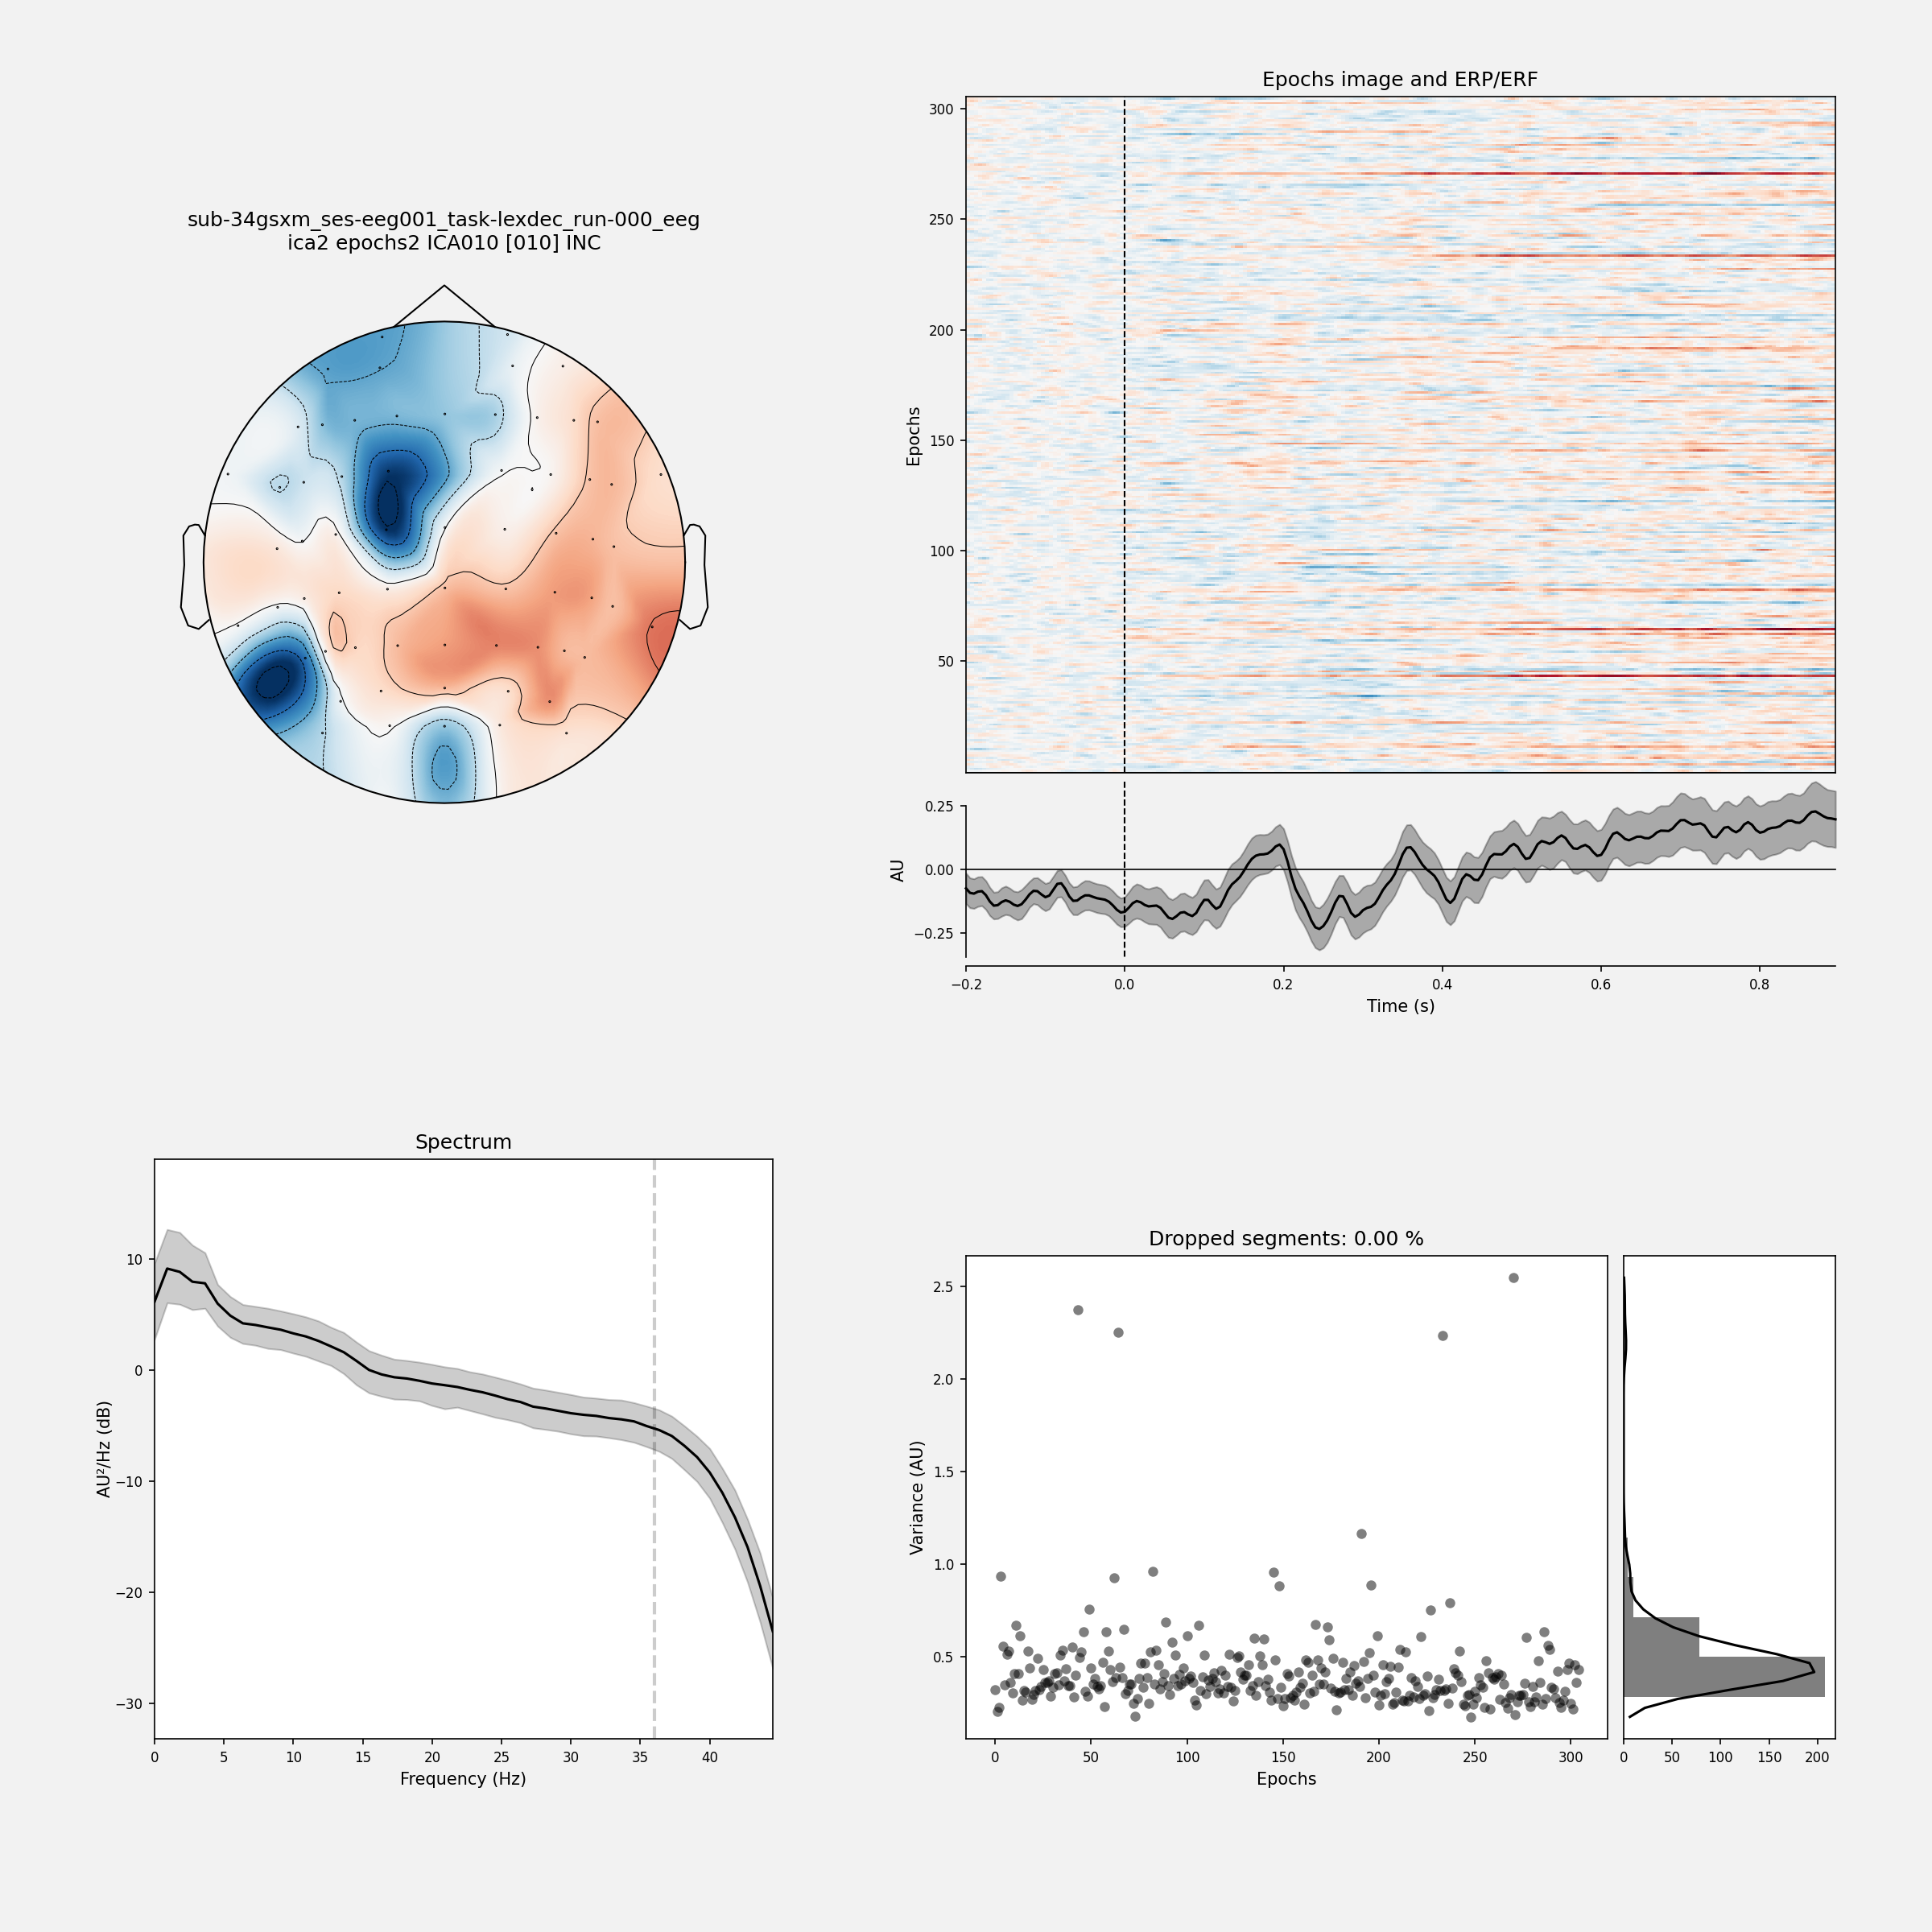 sub-34gsxm_ses-eeg001_task-lexdec_run-000_eeg
ica2 epochs2 ICA010 [010] INC
Epochs image and ERP/ERF
300
250
200
150
100
50
Epochs
0.25
0.00
−0.25
AU
−0.2 0.0 0.2 0.4 0.6 0.8
Time (s)
Spectrum
10
0
−10
−20
−30
AU²/Hz (dB)
0 5 10 15 20 25 30 35 40
Frequency (Hz)
Dropped segments: 0.00 %
2.5
2.0
1.5
1.0
0.5
Variance (AU)
0 50 100 150 200 250 300
Epochs
0 50 100 150 200